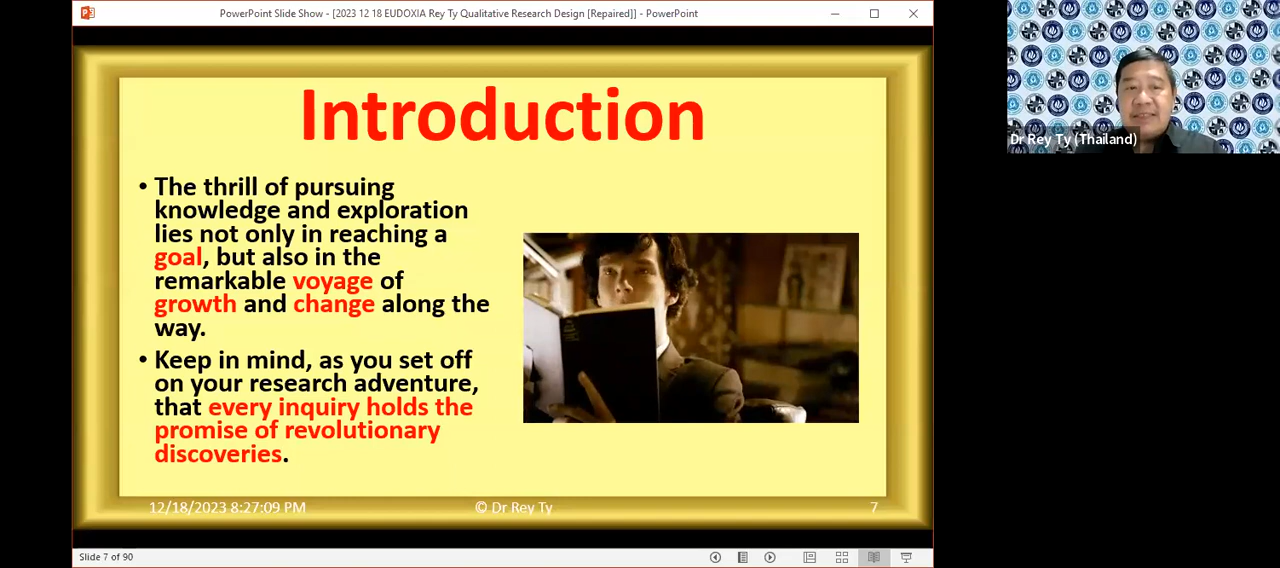 PowerPoint Slide Show - [2023 12 18 EUDOXIA Rey Ty Qualitative Research Design [Repaired]] - PowerPoint
Introduction
• The thrill of pursuing
knowledge and exploration
lies not only in reaching a
goal, but also in the
remarkable voyage of
growth and change along the
way.
• Keep in mind, as you set off
on your research adventure,
that every inquiry holds the
promise of revolutionary
discoveries.
12/18/2023 8:27:09 PM
© Dr Rey Ty
7
Slide 7 of 90
Dr Rey Ty (Thailand)